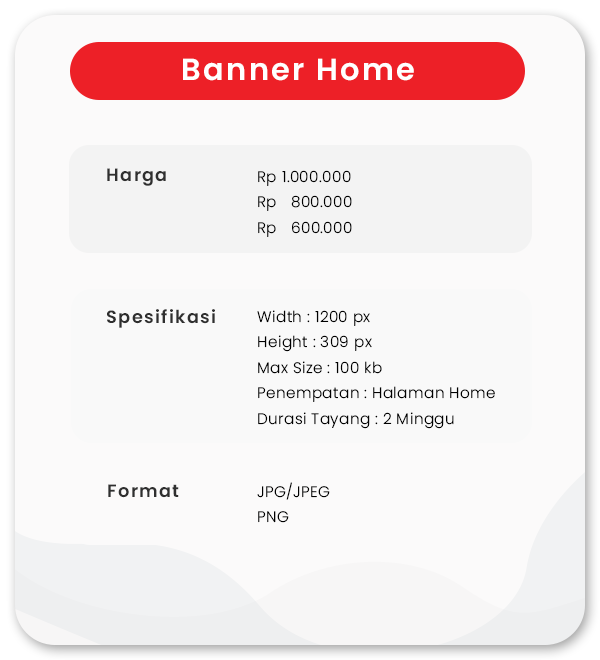 Banner Home
Harga
Rp 1.000.000
Rp 800.000
Rp 600.000
Spesifikasi
Width : 1200 px
Height : 309 px
Max Size : 100 kb
Penempatan : Halaman Home
Durasi Tayang : 2 Minggu
Format
JPG/JPEG
PNG